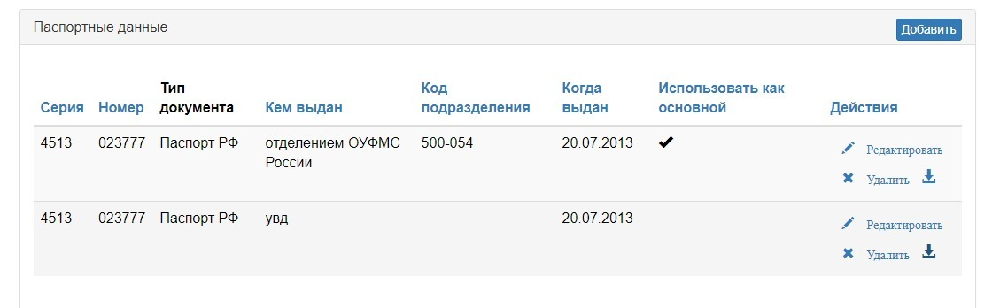 Паспортные данные
Добавить
Серия Номер Тип документа Кем выдан Код подразделения Когда выдан Использовать как основной Действия
4513 023777 Паспорт РФ отделением ОУФМС России 500-054 20.07.2013 Редактировать
Удалить
4513 023777 Паспорт РФ увд 20.07.2013 Редактировать
Удалить